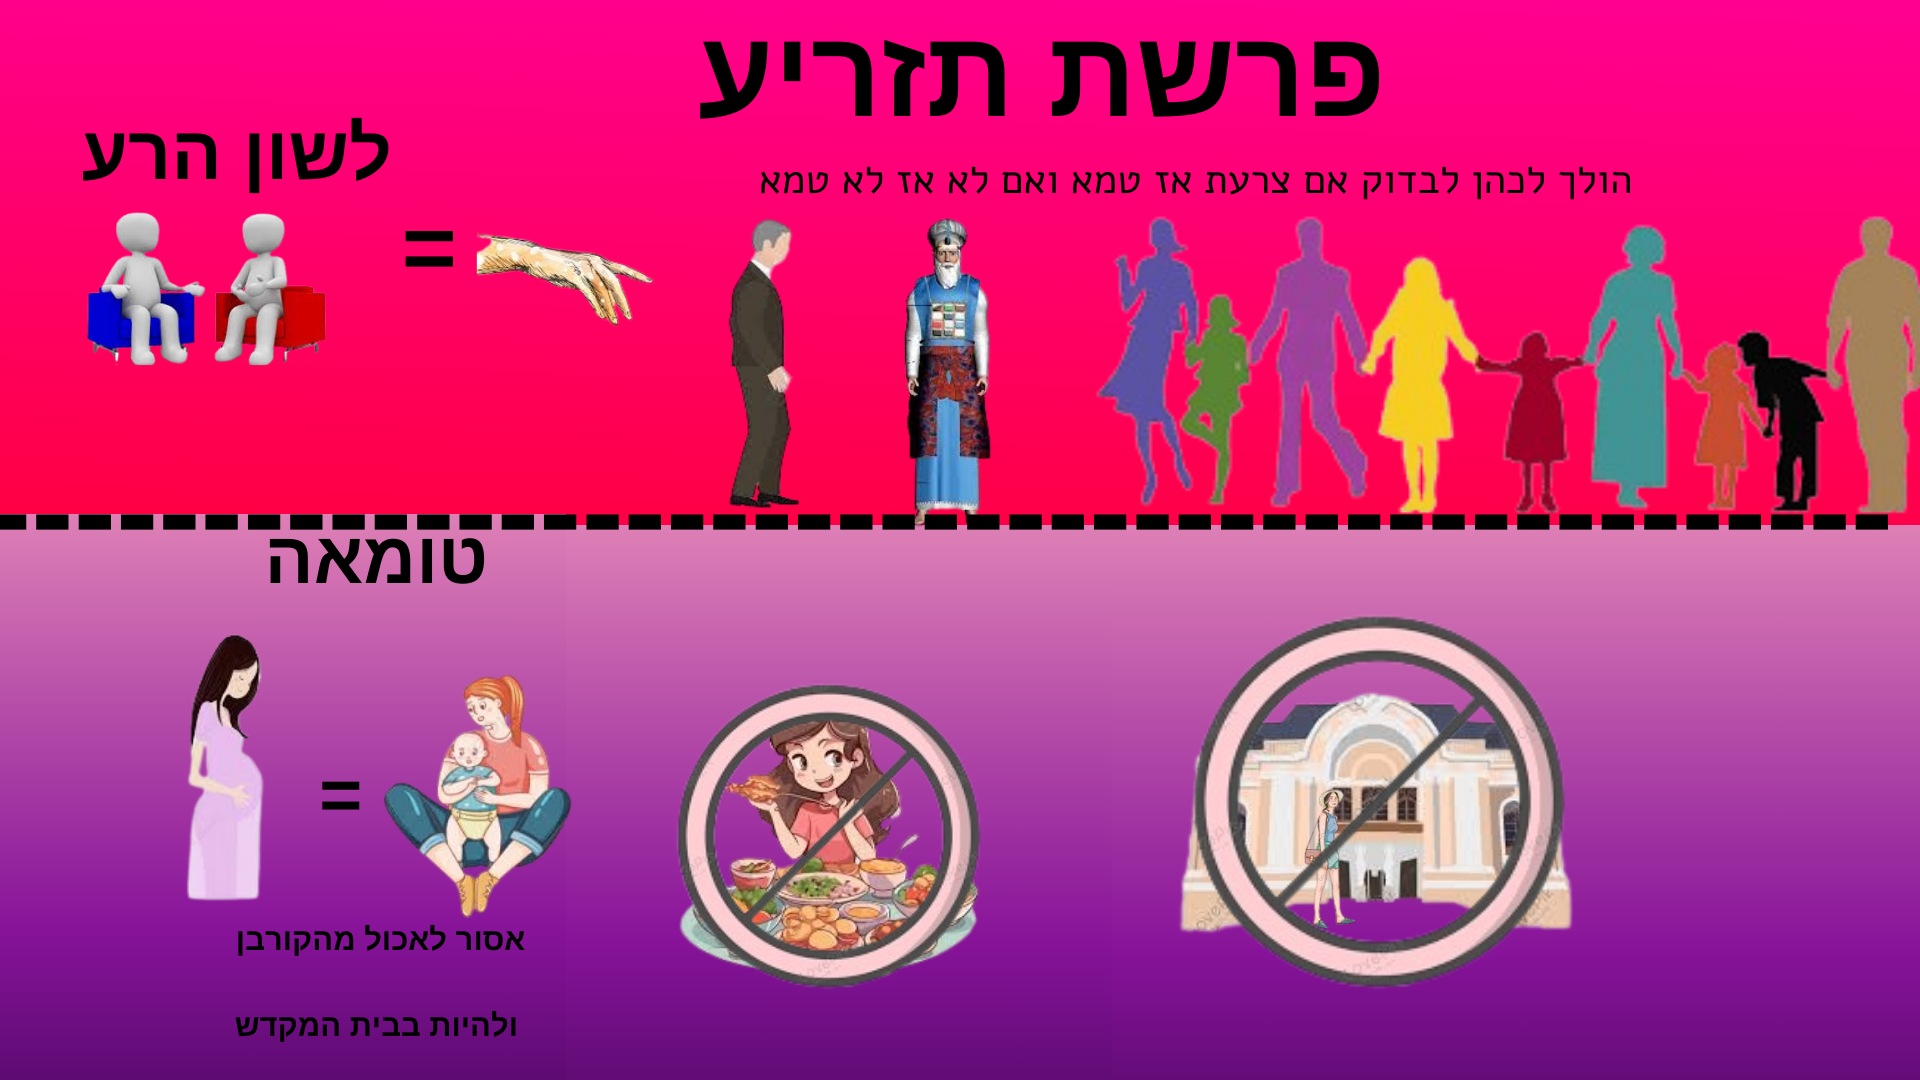 פרשת תזריע
לשון הרע
הולך לכהן לבדוק אם צרעת אז טמא ואם לא אז לא טמא
=
טומאה
=
אסור לאכול מהקורבן
ולהיות בבית המקדש